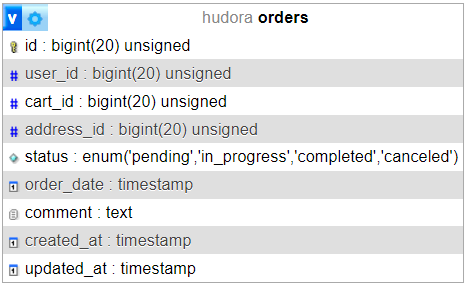 v hudora orders
id : bigint(20) unsigned
# user_id : bigint(20) unsigned
# cart_id : bigint(20) unsigned
# address_id : bigint(20) unsigned
status : enum('pending','in_progress','completed','canceled')
order_date : timestamp
comment : text
created_at : timestamp
updated_at : timestamp